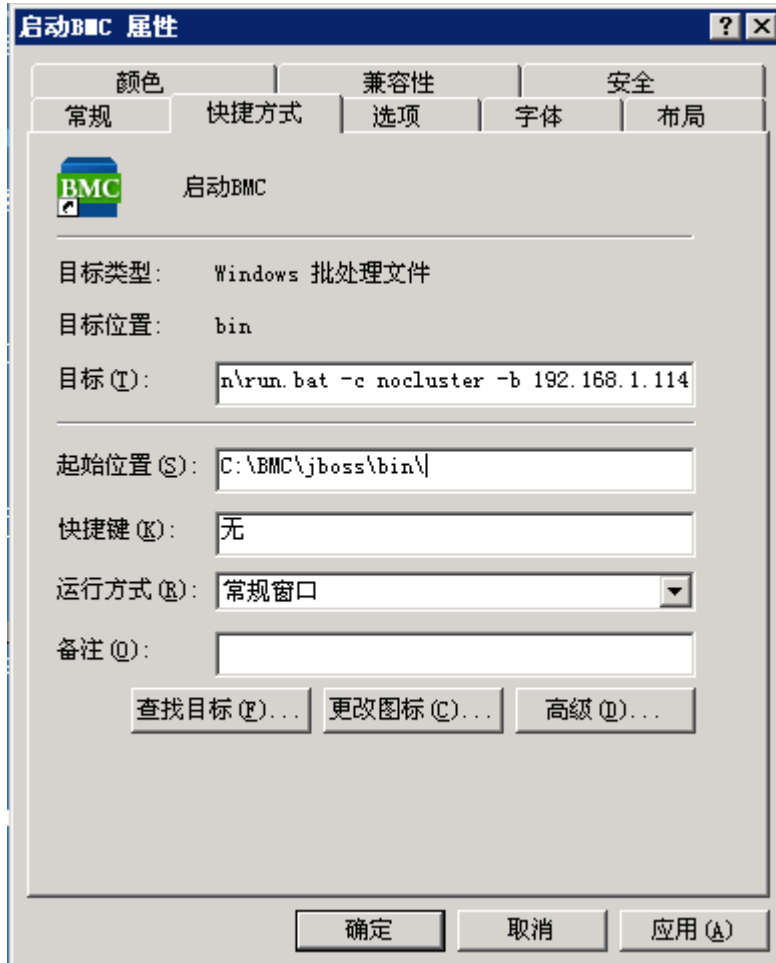 启动BMC 属性
颜色 兼容性 安全
常规 快捷方式 选项 字体 布局
BMC
启动BMC
目标类型: Windows 批处理文件
目标位置: bin
目标(T): n\run.bat -c nocluster -b 192.168.1.114
起始位置(S): C:\BMC\jboss\bin\
快捷键(K): 无
运行方式(R): 常规窗口
备注(O):
查找目标(F)... 更改图标(C)... 高级(D)...
确定 取消 应用(A)